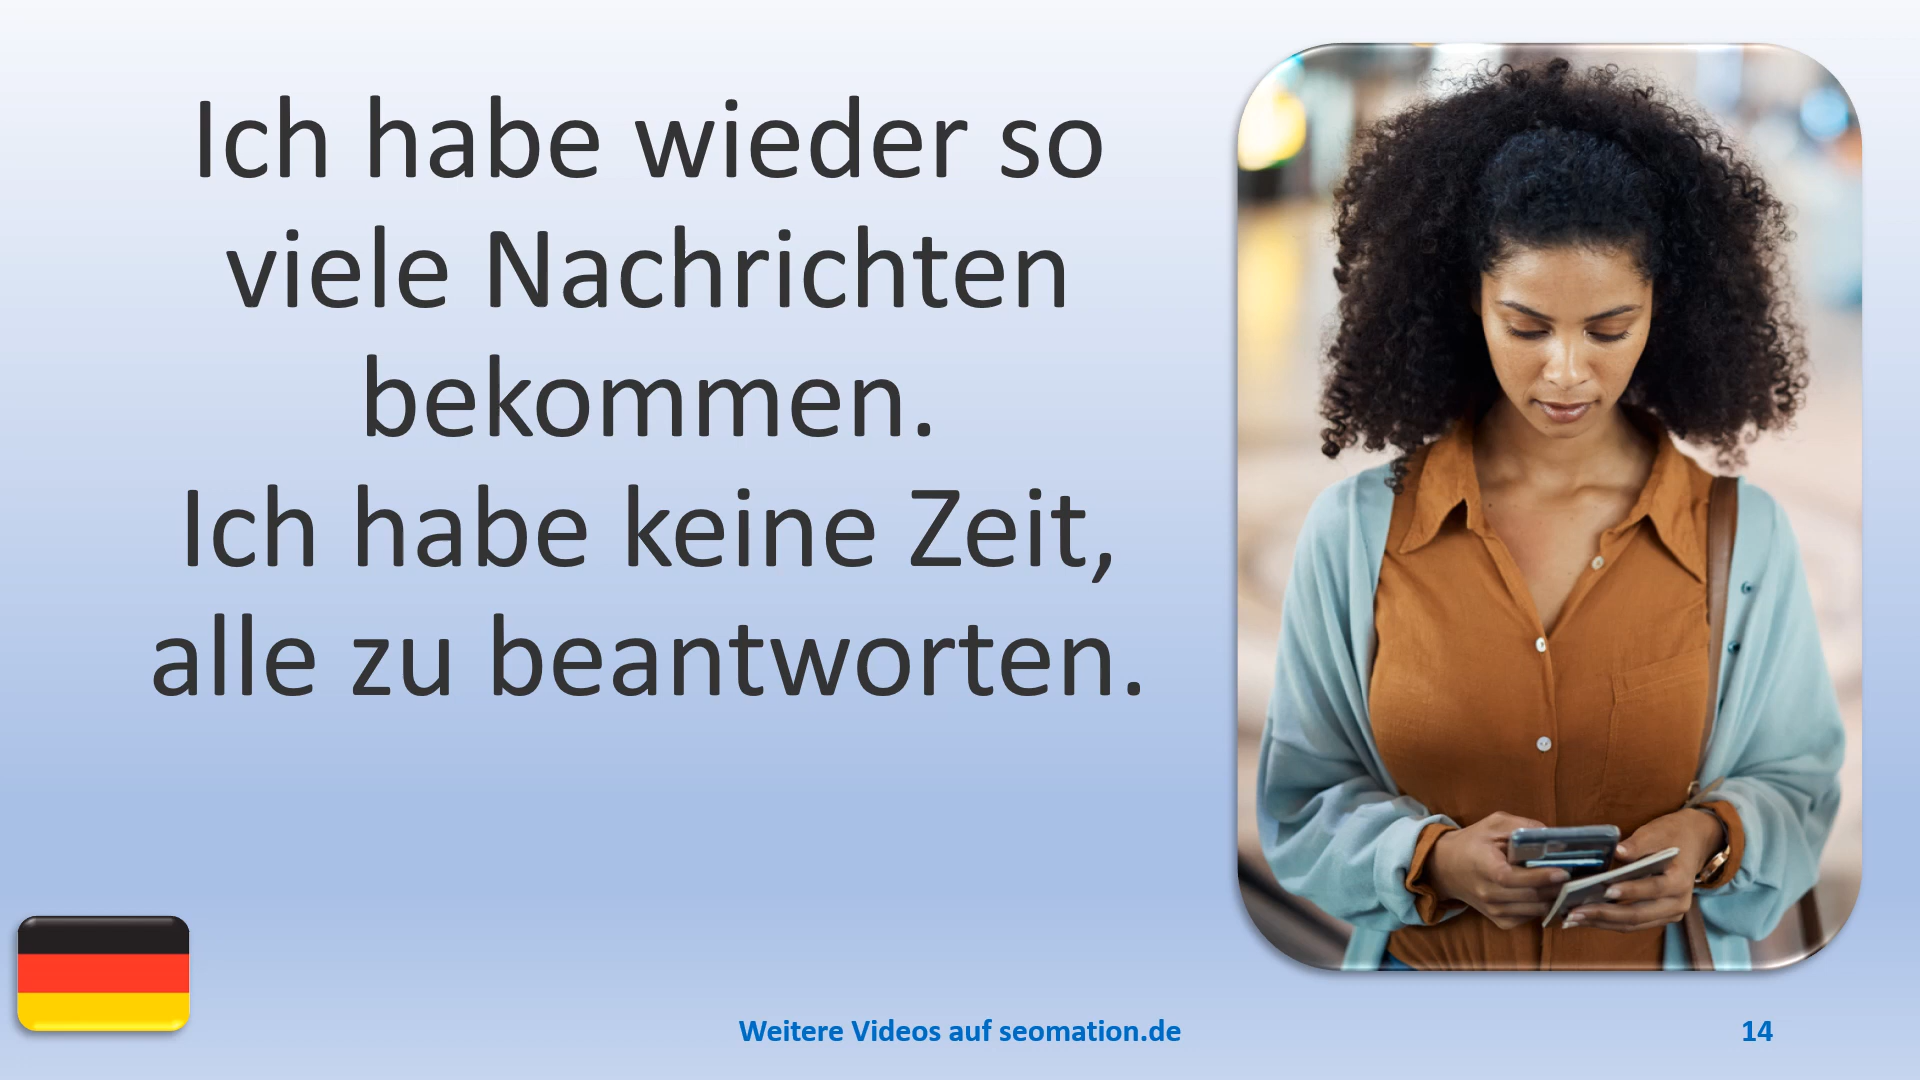 Ich habe wieder so
viele Nachrichten
bekommen.
Ich habe keine Zeit,
alle zu beantworten.
Weitere Videos auf seomation.de
14